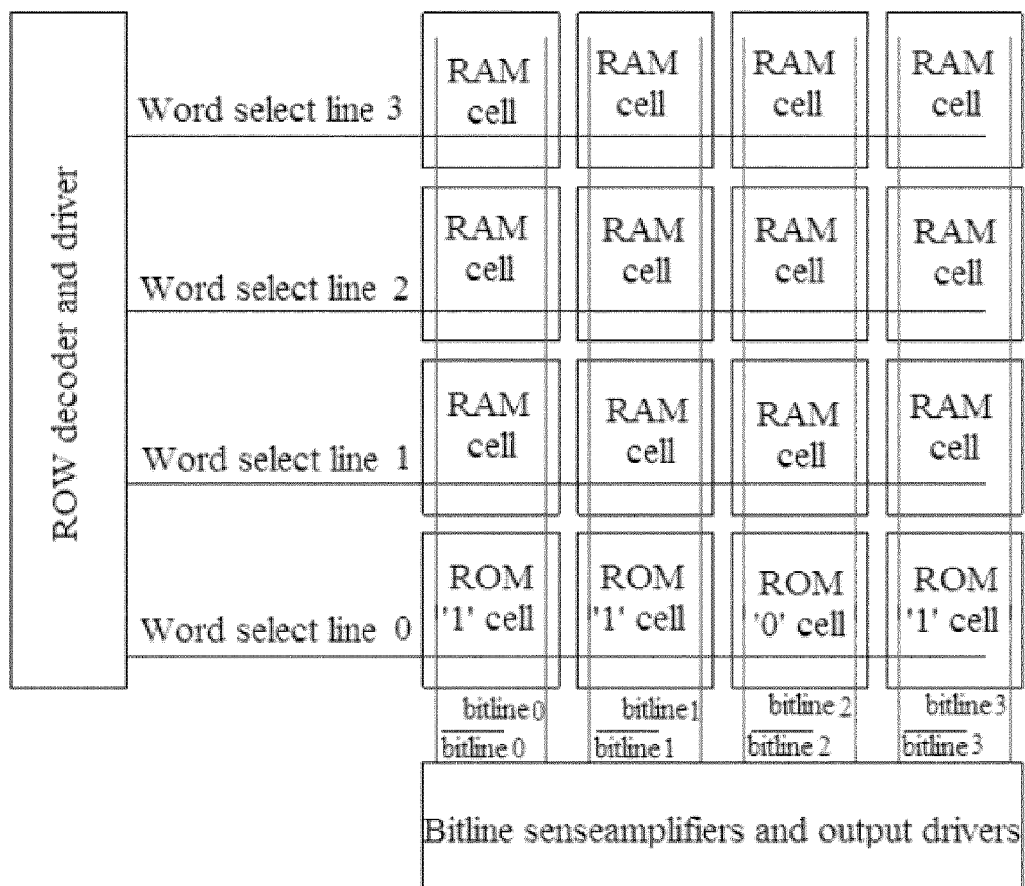 ROW decoder and driver
Word select line 3
RAM
cell
RAM
cell
RAM
cell
RAM
cell
Word select line 2
RAM
cell
RAM
cell
RAM
cell
RAM
cell
Word select line 1
RAM
cell
RAM
cell
RAM
cell
RAM
cell
Word select line 0
ROM
'1' cell
ROM
'1' cell
ROM
'0' cell
ROM
'1' cell
bitline 0
bitline 0
bitline 1
bitline 1
bitline 2
bitline 2
bitline 3
bitline 3
Bitline senseamplifiers and output drivers